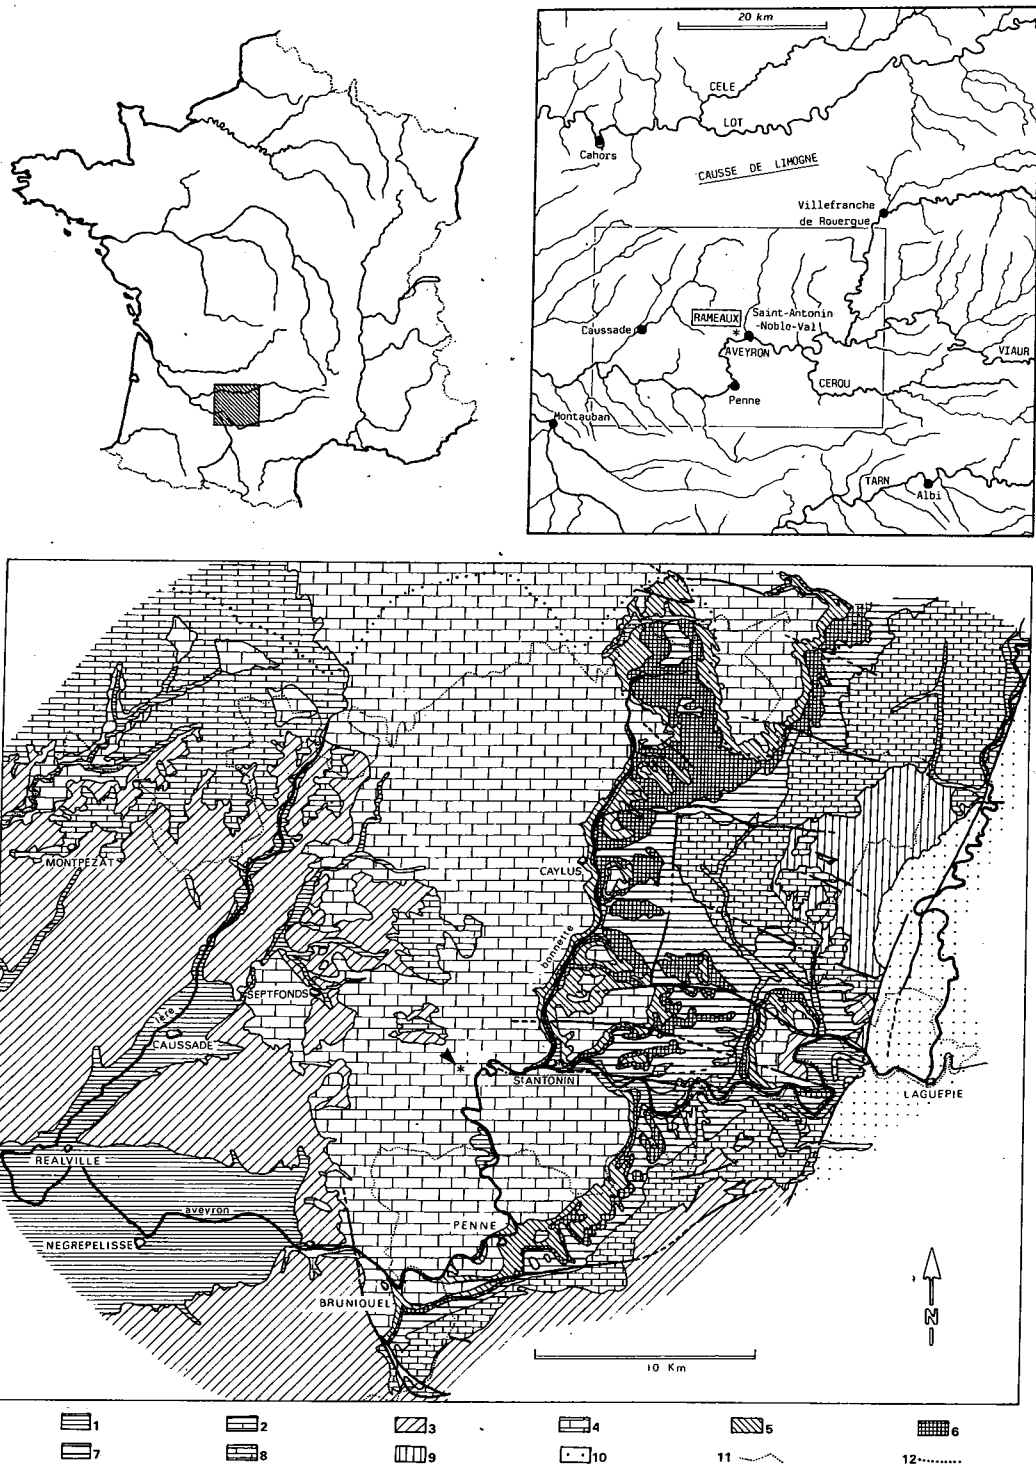 20 km
CELE
LOT
Cahors
CAUSSE DE LIMOGNE
Villefranche
de Rouergue
RAMEAUX
Saint-Antonin
-Noble-Val
Caussade
*
AVEYRON
VIAUR
CEROU
Penne
Montauban
TARN
Albi
MONTPEZAT
CAYLUS
bonnette
SEPTFONDS
lère
CAUSSADE
*
STANTONIN
LAGUEPIE
REALVILLE
aveyron
PENNE
NEGREPELISSE
BRUNIQUEL
N
10 Km
1 2 3 4 5 6
7 8 9 10 11 12